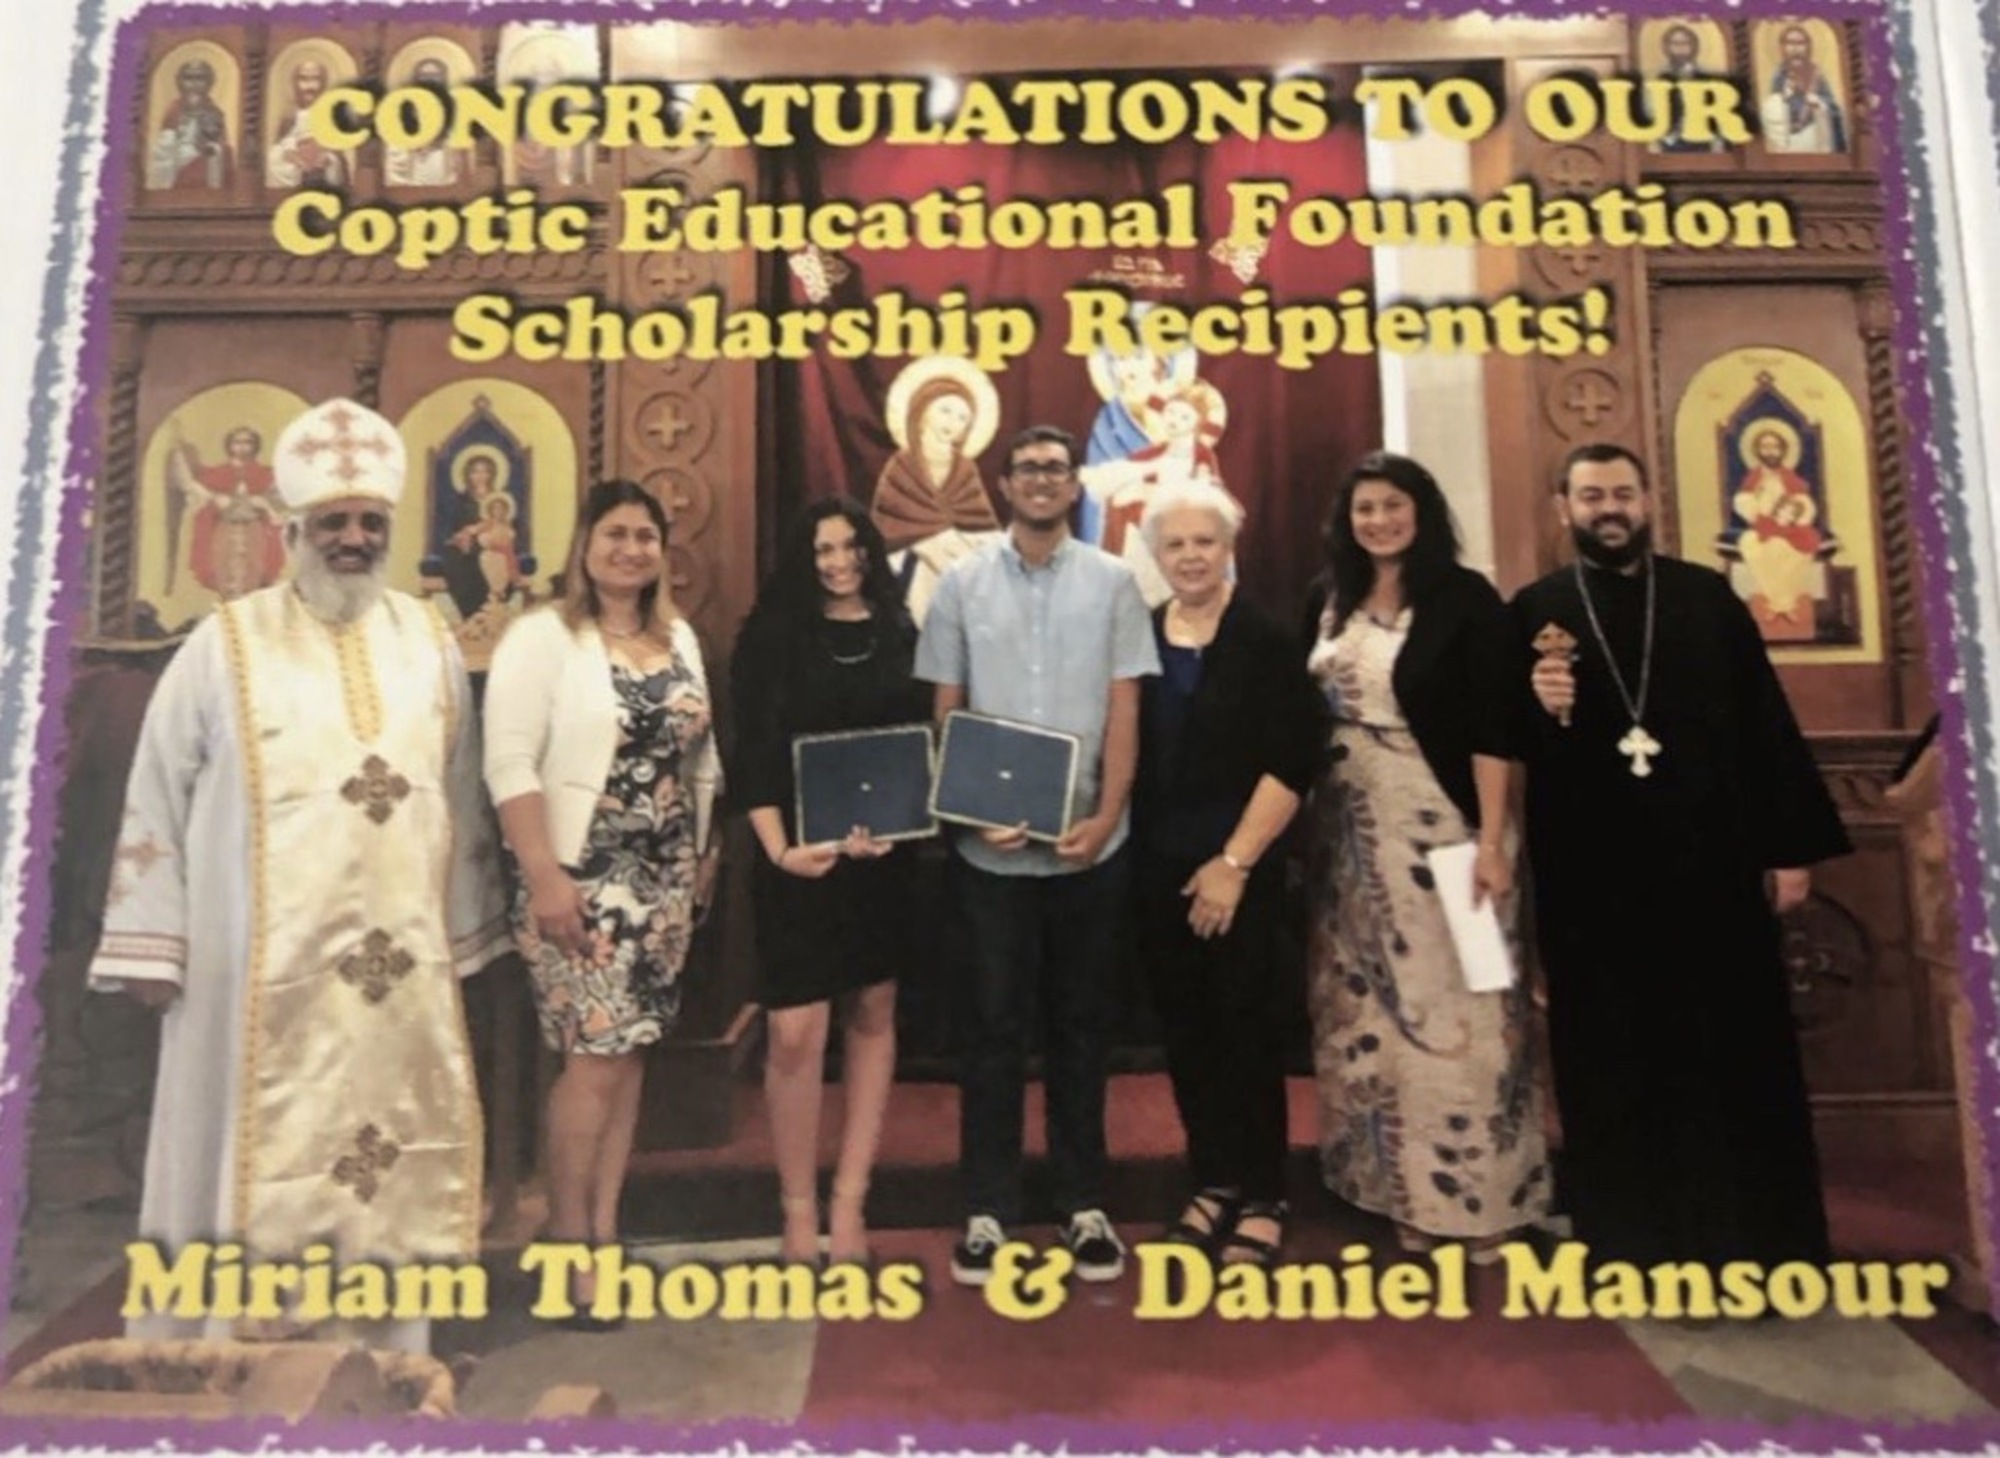 CONGRATULATIONS TO OUR
Coptic Educational Foundation
Scholarship Recipients!
Miriam Thomas & Daniel Mansour